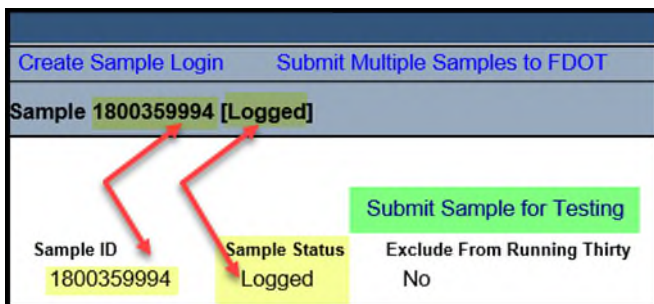 Create Sample Login Submit Multiple Samples to FDOT
Sample 1800359994 [Logged]
Submit Sample for Testing
Sample ID Sample Status Exclude From Running Thirty
1800359994 Logged No